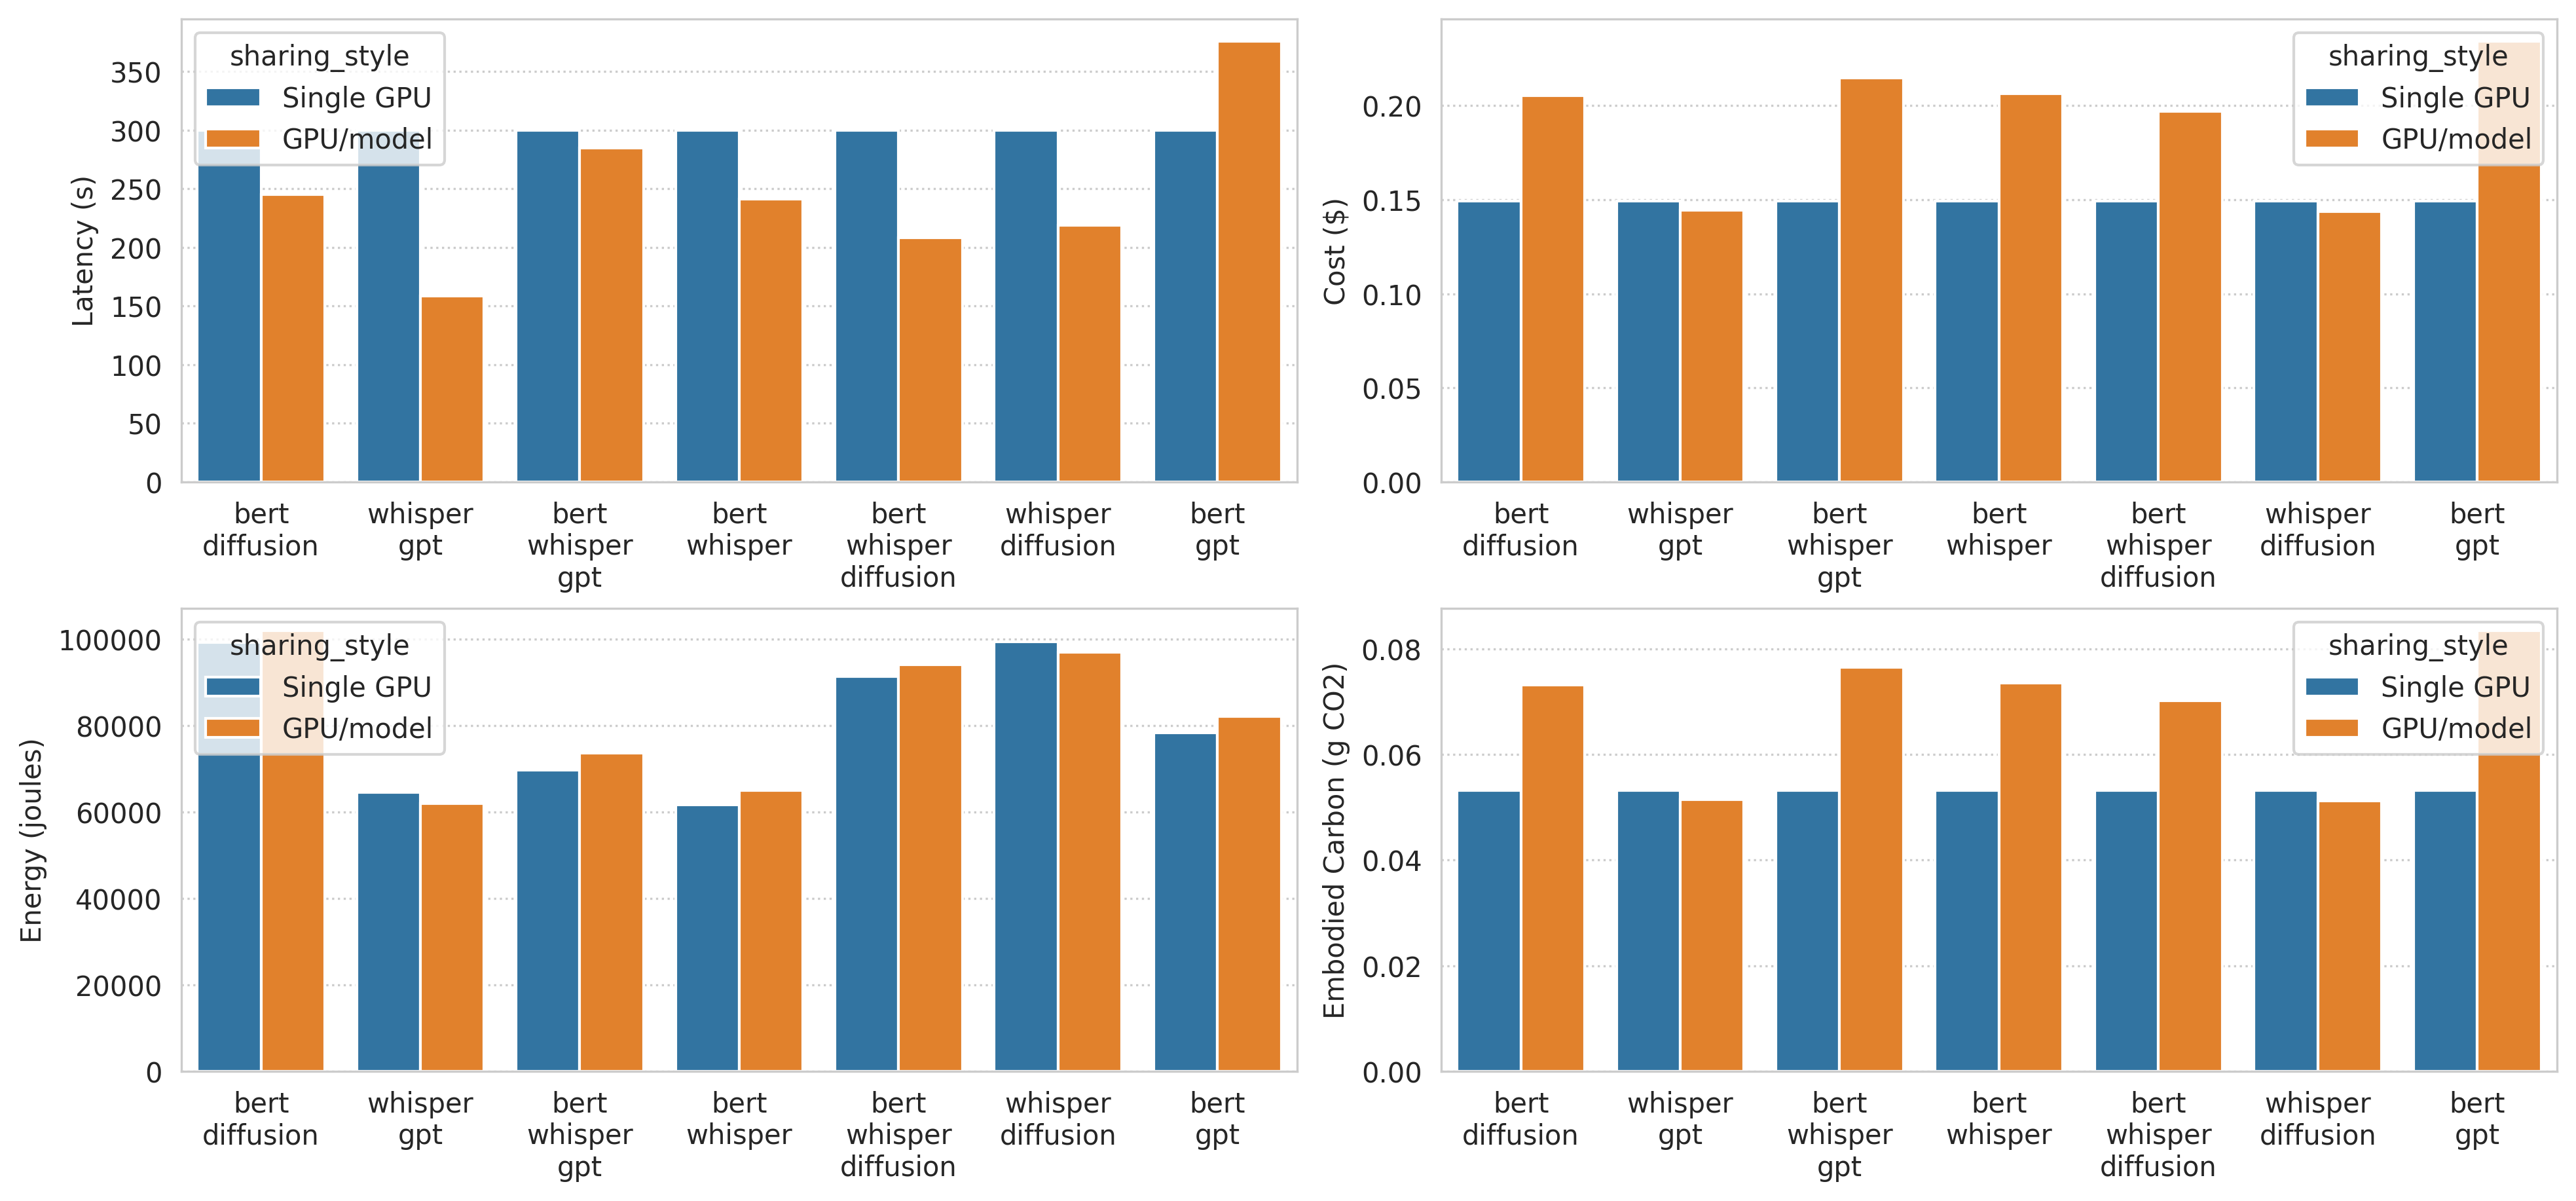 sharing_style
Single GPU
GPU/model
Latency (s)
350
300
250
200
150
100
50
0
bert
diffusion
whisper
gpt
bert
whisper
gpt
bert
whisper
bert
whisper
diffusion
whisper
diffusion
bert
gpt
sharing_style
Single GPU
GPU/model
Cost ($)
0.20
0.15
0.10
0.05
0.00
bert
diffusion
whisper
gpt
bert
whisper
gpt
bert
whisper
bert
whisper
diffusion
whisper
diffusion
bert
gpt
sharing_style
Single GPU
GPU/model
Energy (joules)
100000
80000
60000
40000
20000
0
bert
diffusion
whisper
gpt
bert
whisper
gpt
bert
whisper
bert
whisper
diffusion
whisper
diffusion
bert
gpt
sharing_style
Single GPU
GPU/model
Embodied Carbon (g CO2)
0.08
0.06
0.04
0.02
0.00
bert
diffusion
whisper
gpt
bert
whisper
gpt
bert
whisper
bert
whisper
diffusion
whisper
diffusion
bert
gpt